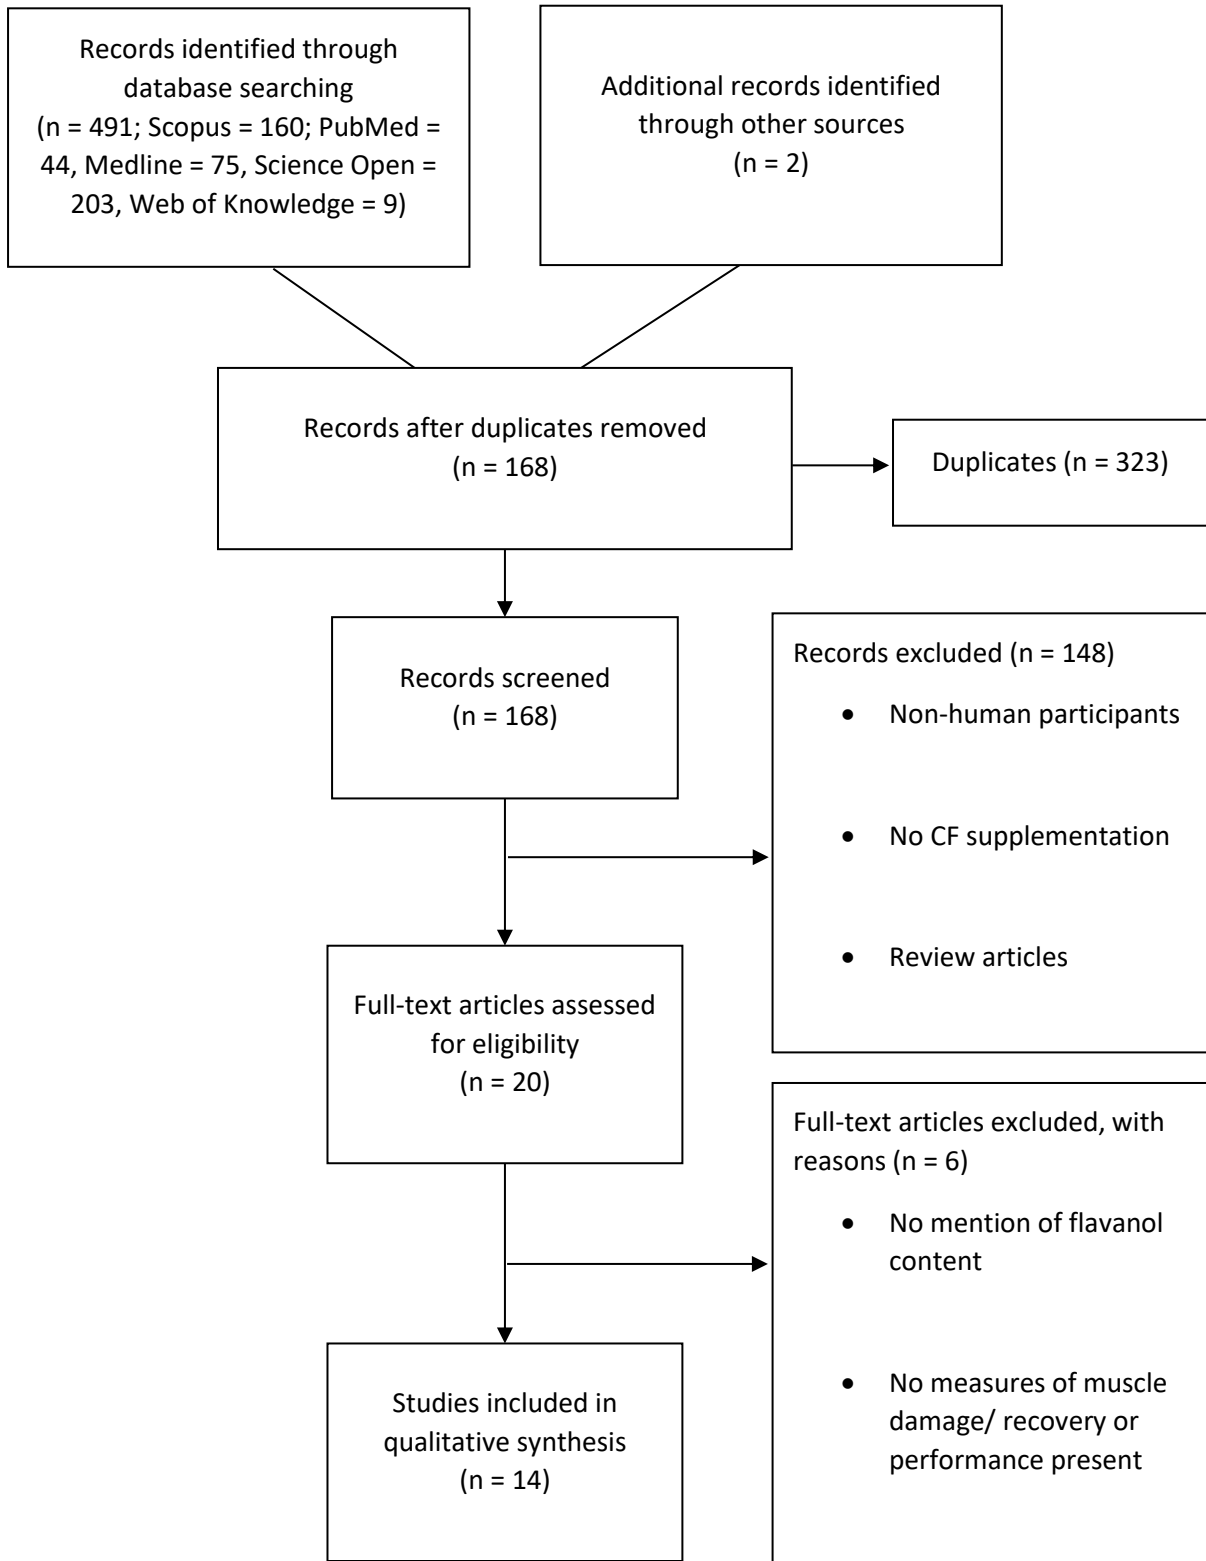 Records identified through
database searching
(n = 491; Scopus = 160; PubMed =
44, Medline = 75, Science Open =
203, Web of Knowledge = 9)
Additional records identified
through other sources
(n = 2)
Records after duplicates removed
(n = 168)
Duplicates (n = 323)
Records screened
(n = 168)
Records excluded (n = 148)
• Non-human participants
• No CF supplementation
• Review articles
Full-text articles assessed
for eligibility
(n = 20)
Full-text articles excluded, with
reasons (n = 6)
• No mention of flavanol
content
• No measures of muscle
damage/ recovery or
performance present
Studies included in
qualitative synthesis
(n = 14)